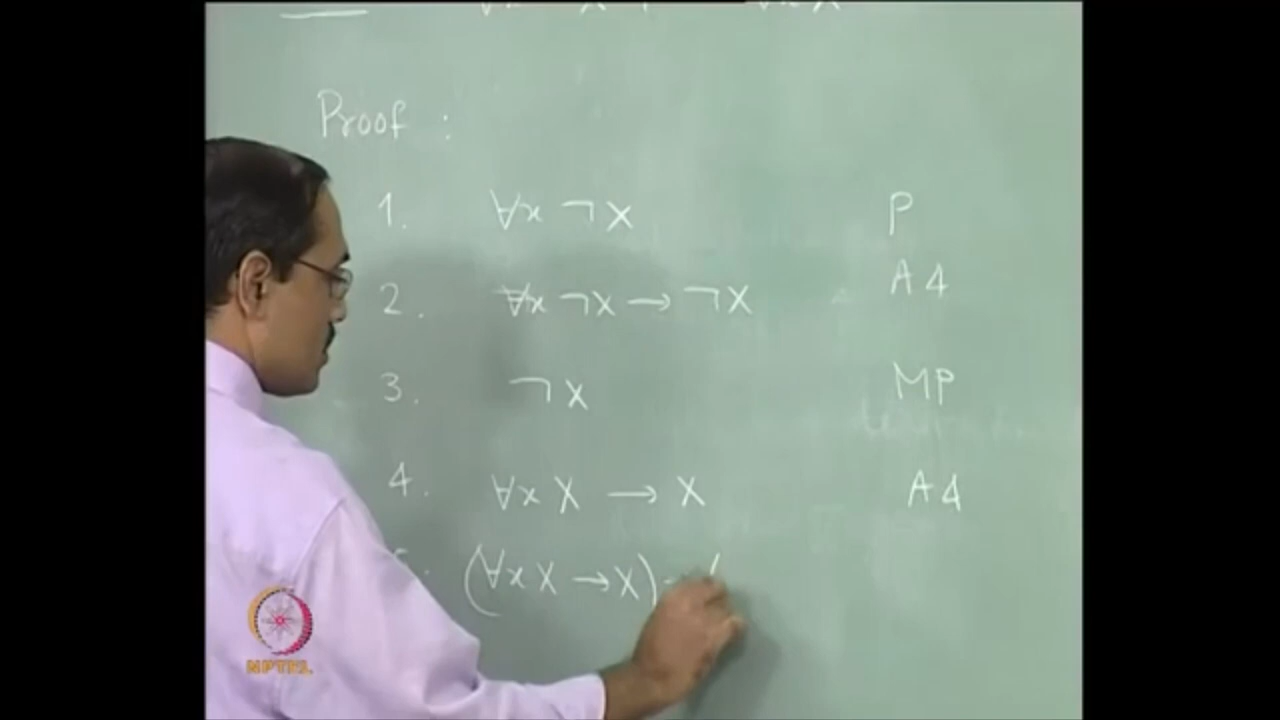 Proof :
1. ∀x ¬X P
2. ∀x ¬X → ¬X A4
3. ¬X MP
4. ∀x X → X A4
(∀x X → X) →
NPTEL